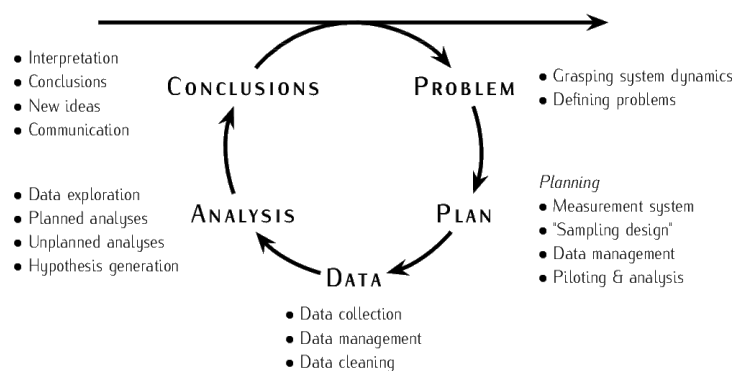 • Interpretation
• Conclusions
• New ideas
• Communication
CONCLUSIONS
PROBLEM
• Grasping system dynamics
• Defining problems
• Data exploration
• Planned analyses
• Unplanned analyses
• Hypothesis generation
ANALYSIS
PLAN
Planning
• Measurement system
• "Sampling design"
• Data management
• Piloting & analysis
DATA
• Data collection
• Data management
• Data cleaning